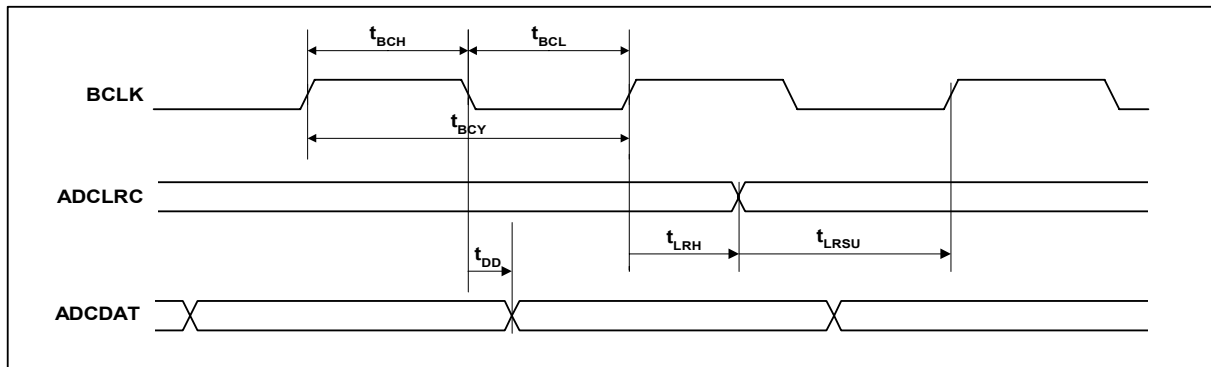 tBCH tBCL
BCLK
tBCY
ADCLRC
tLRH tLRSU
tDD
ADCDAT